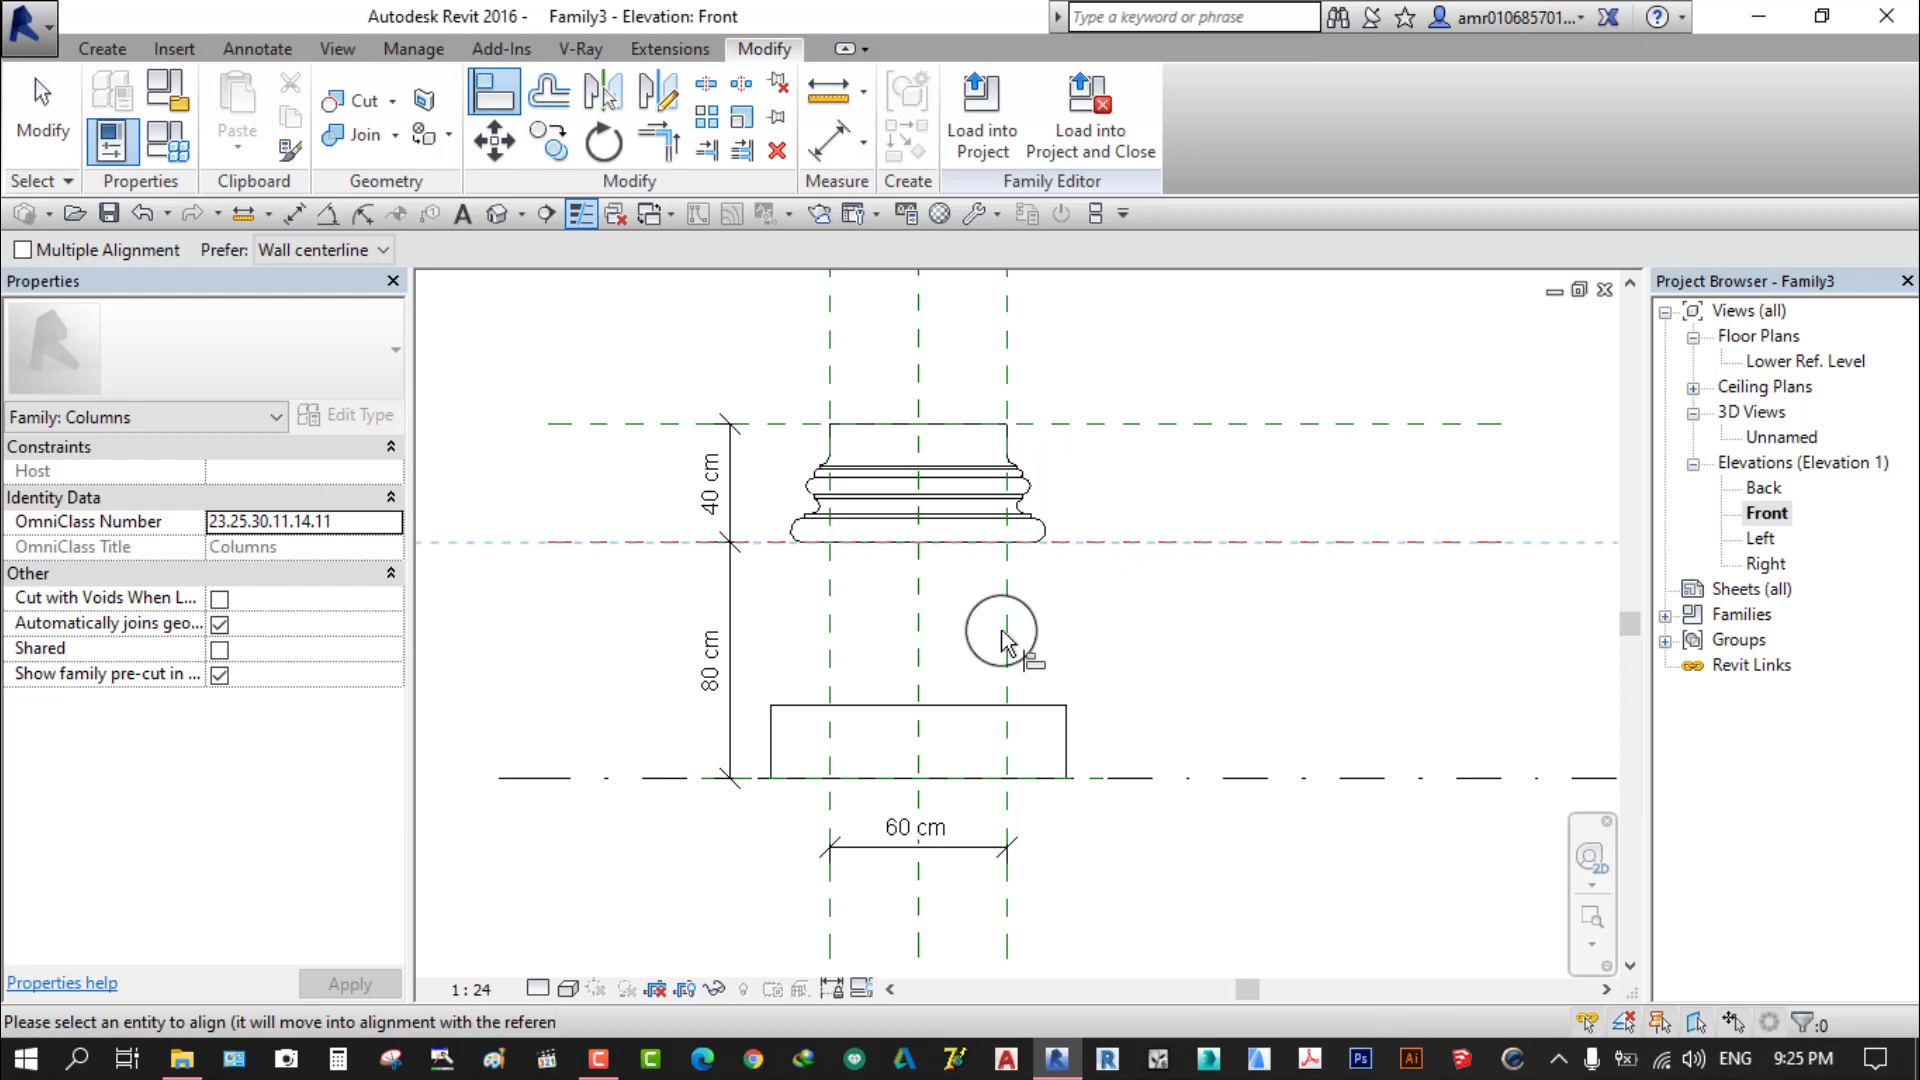 Autodesk Revit 2016 - Family3 - Elevation: Front
Type a keyword or phrase
amr010685701...
Create Insert Annotate View Manage Add-Ins V-Ray Extensions Modify
Modify
Paste
Cut
Join
Load into Project
Load into Project and Close
Select Properties Clipboard Geometry Modify Measure Create Family Editor
Multiple Alignment Prefer: Wall centerline
Properties
Family: Columns
Edit Type
Constraints
Host
Identity Data
OmniClass Number 23.25.30.11.14.11
OmniClass Title Columns
Other
Cut with Voids When L...
Automatically joins geo...
Shared
Show family pre-cut in ...
Properties help
Apply
40 cm
80 cm
60 cm
2D
1 : 24
Project Browser - Family3
Views (all)
Floor Plans
Lower Ref. Level
Ceiling Plans
3D Views
Unnamed
Elevations (Elevation 1)
Back
Front
Left
Right
Sheets (all)
Families
Groups
Revit Links
Please select an entity to align (it will move into alignment with the referen
:0
ENG 9:25 PM